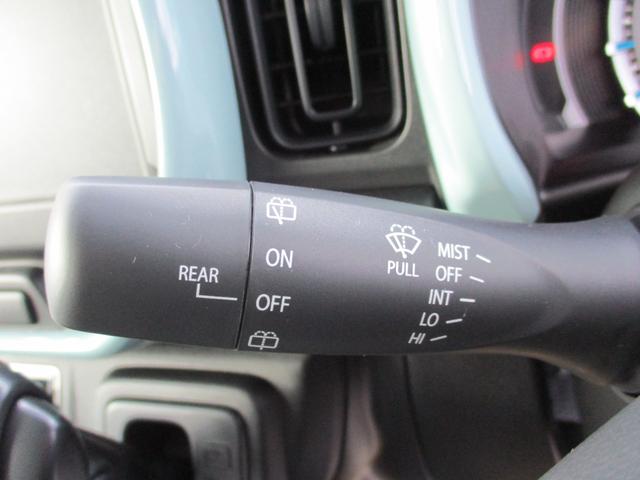 REAR
ON
OFF
PULL
MIST
OFF
INT
LO
HI